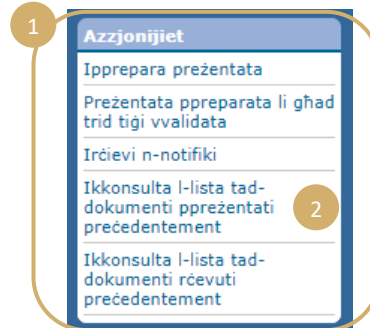 1
Azzjonijiet
Ipprepara preżentata
Preżentata ppreparata li għad
trid tiġi vvalidata
Irċievi n-notifiki
Ikkonsulta l-lista tad-
dokumenti ppreżentati
preċedentement
2
Ikkonsulta l-lista tad-
dokumenti rċevuti
preċedentement